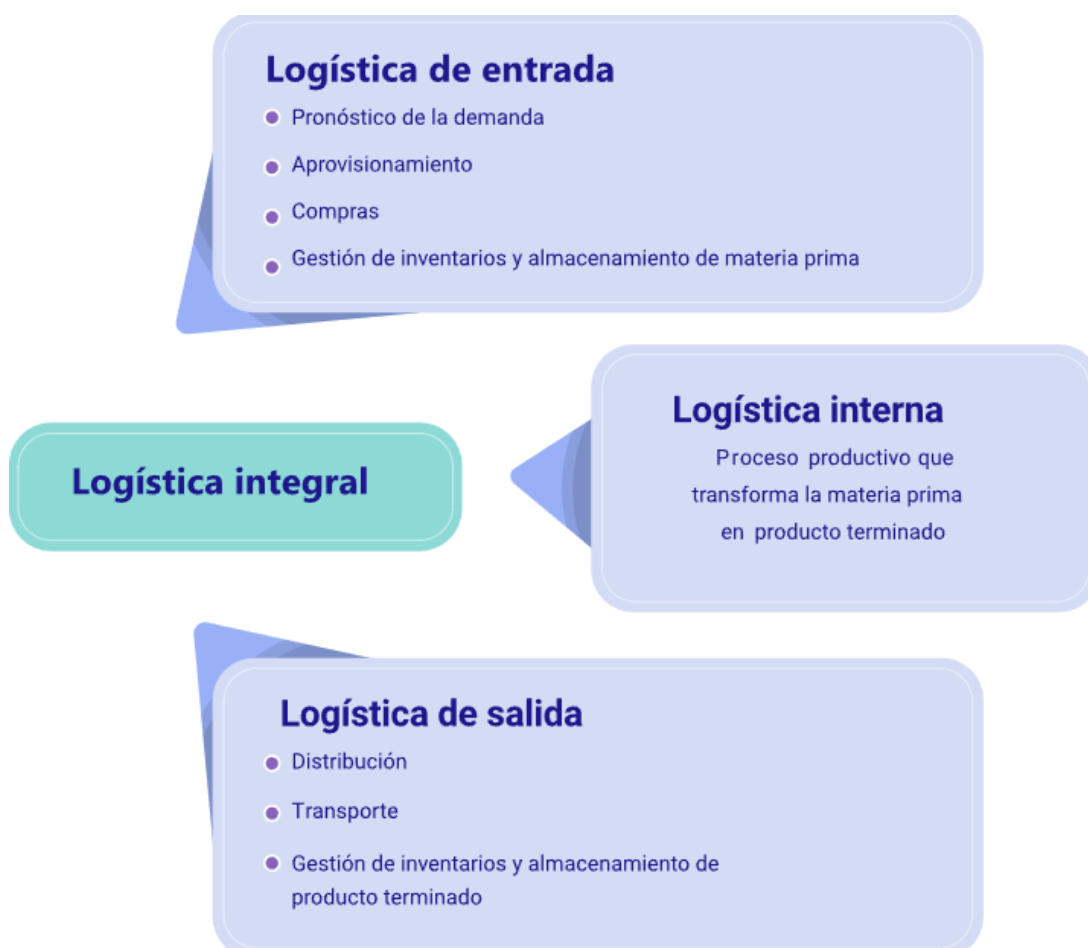 Logística de entrada
Pronóstico de la demanda
Aprovisionamiento
Compras
Gestión de inventarios y almacenamiento de materia prima
Logística interna
Proceso productivo que
transforma la materia prima
en producto terminado
Logística integral
Logística de salida
Distribución
Transporte
Gestión de inventarios y almacenamiento de
producto terminado